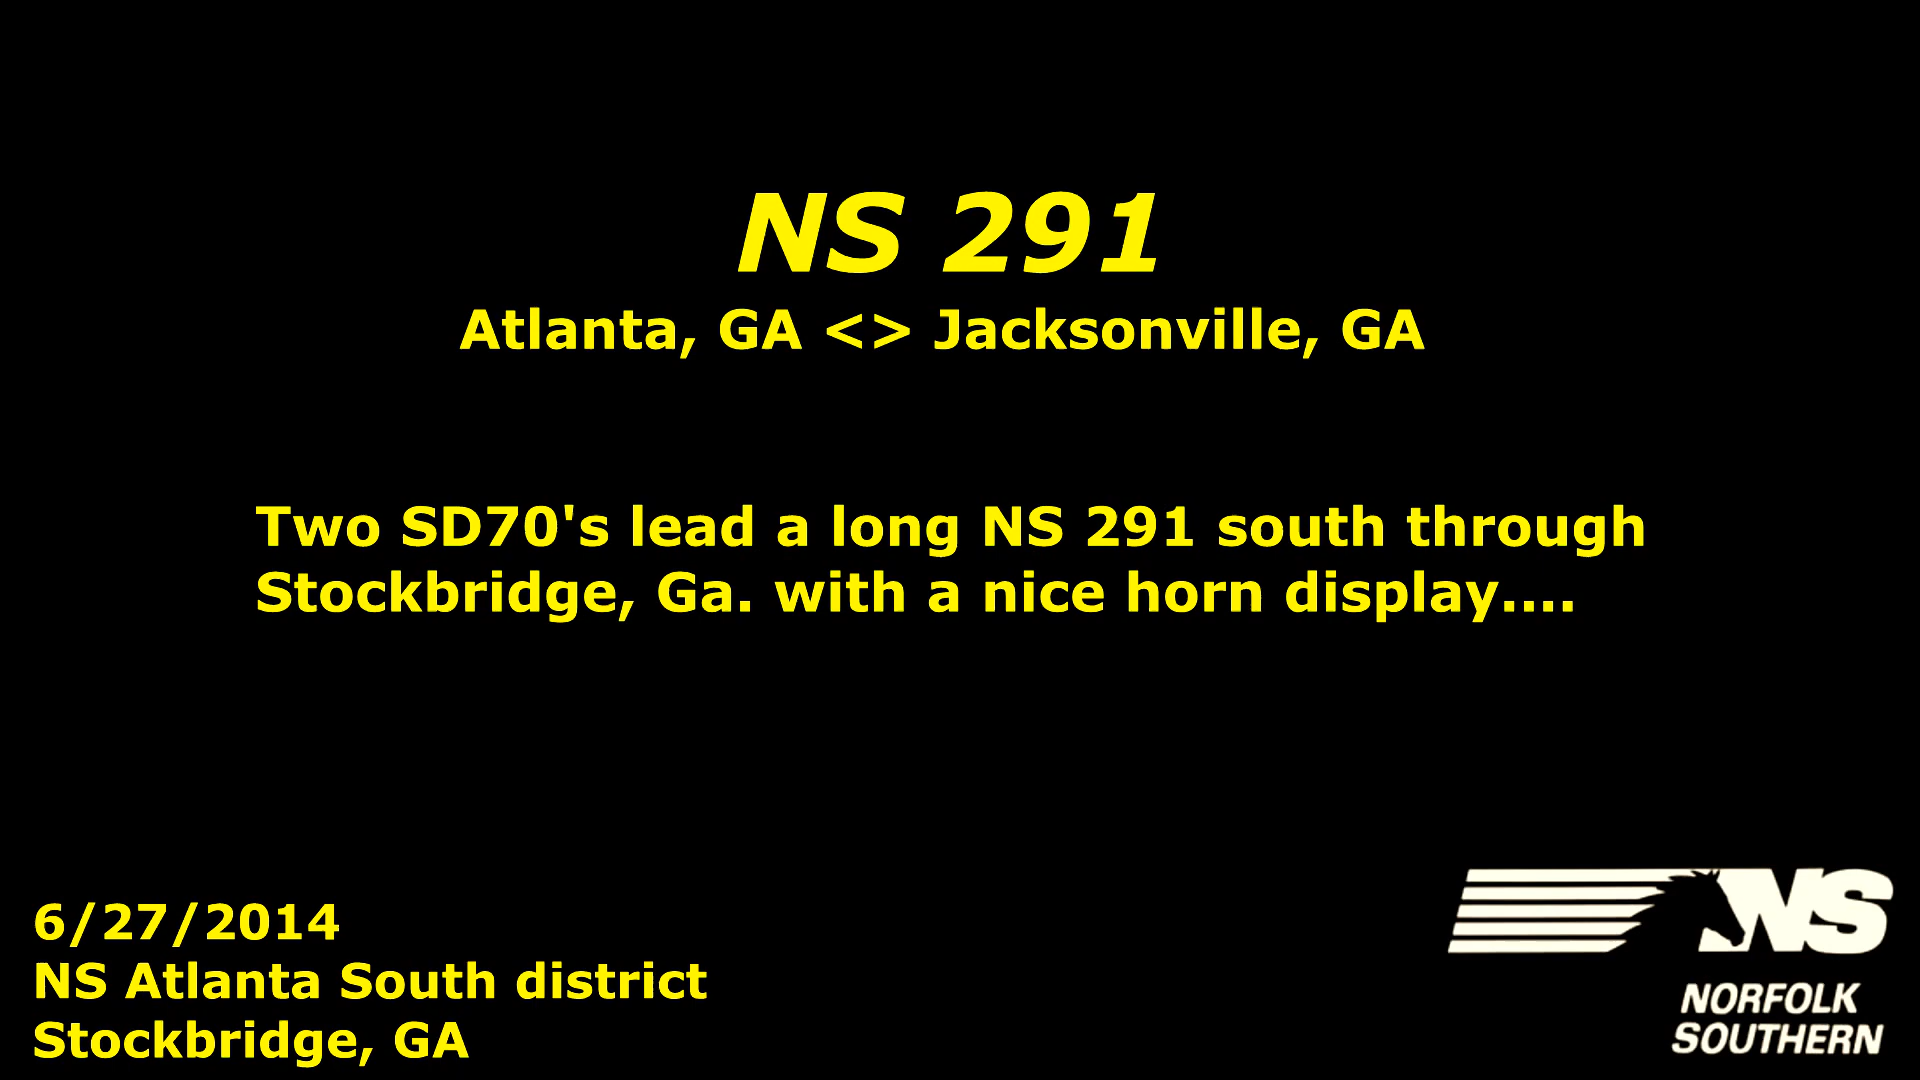 NS 291
Atlanta, GA <> Jacksonville, GA
Two SD70's lead a long NS 291 south through
Stockbridge, Ga. with a nice horn display....
6/27/2014
NS Atlanta South district
Stockbridge, GA
NS
NORFOLK
SOUTHERN